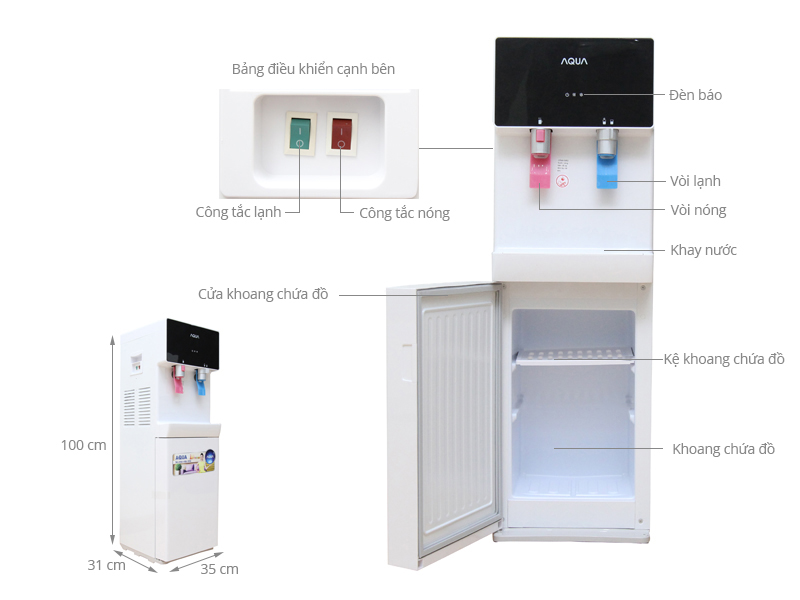 Bảng điều khiển cạnh bên
Công tắc lạnh
Công tắc nóng
AQUA
Đèn báo
Vòi lạnh
Vòi nóng
Khay nước
Cửa khoang chứa đồ
Kệ khoang chứa đồ
Khoang chứa đồ
AQUA
AQUA
100 cm
31 cm
35 cm